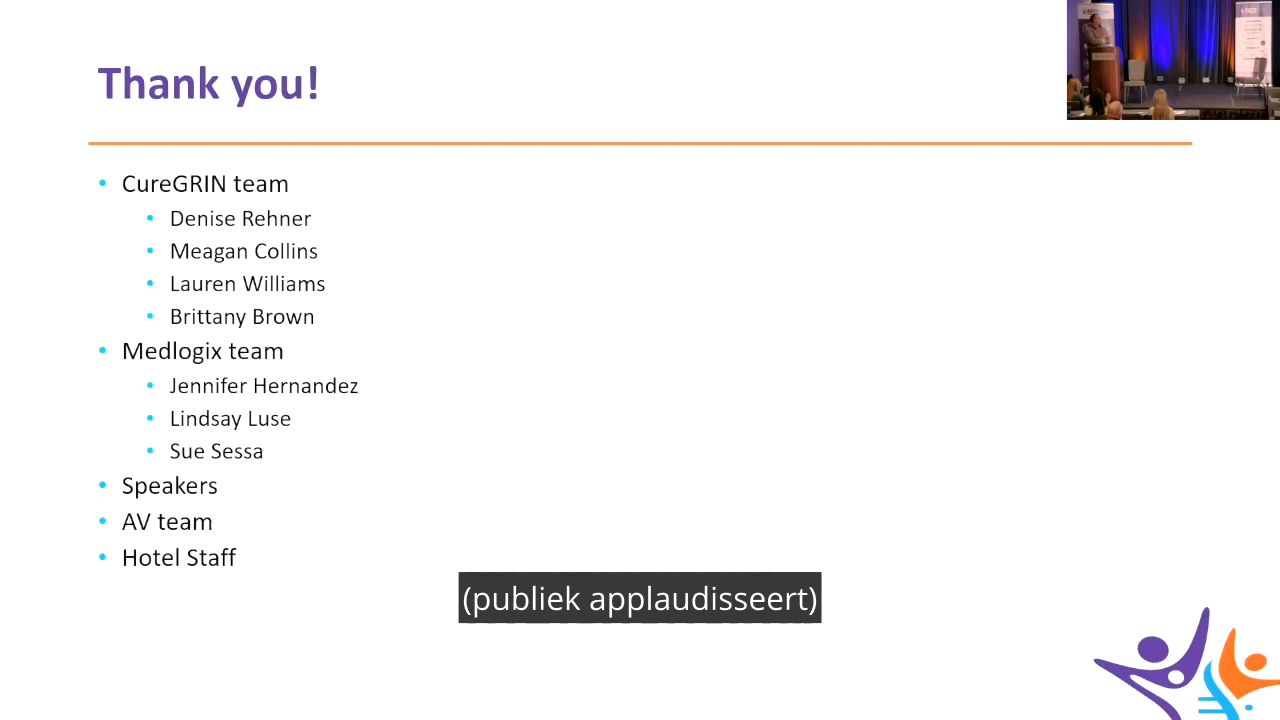 Thank you!
CureGRIN team
Denise Rehner
Meagan Collins
Lauren Williams
Brittany Brown
Medlogix team
Jennifer Hernandez
Lindsay Luse
Sue Sessa
Speakers
AV team
Hotel Staff
(publiek applaudisseert)